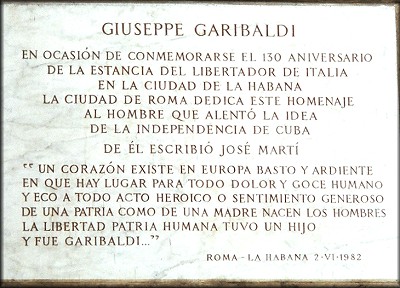 GIUSEPPE GARIBALDI
EN OCASIÓN DE CONMEMORARSE EL 130 ANIVERSARIO
DE LA ESTANCIA DEL LIBERTADOR DE ITALIA
EN LA CIUDAD DE LA HABANA
LA CIUDAD DE ROMA DEDICA ESTE HOMENAJE
AL HOMBRE QUE ALENTÓ LA IDEA
DE LA INDEPENDENCIA DE CUBA
DE ÉL ESCRIBIÓ JOSÉ MARTÍ
“UN CORAZÓN EXISTE EN EUROPA BASTO Y ARDIENTE
EN QUE HAY LUGAR PARA TODO DOLOR Y GOCE HUMANO
Y ECO A TODO ACTO HEROICO O SENTIMIENTO GENEROSO
DE UNA PATRIA COMO DE UNA MADRE NACEN LOS HOMBRES
LA LIBERTAD PATRIA HUMANA TUVO UN HIJO
Y FUE GARIBALDI...”
ROMA - LA HABANA 2·VI·1982